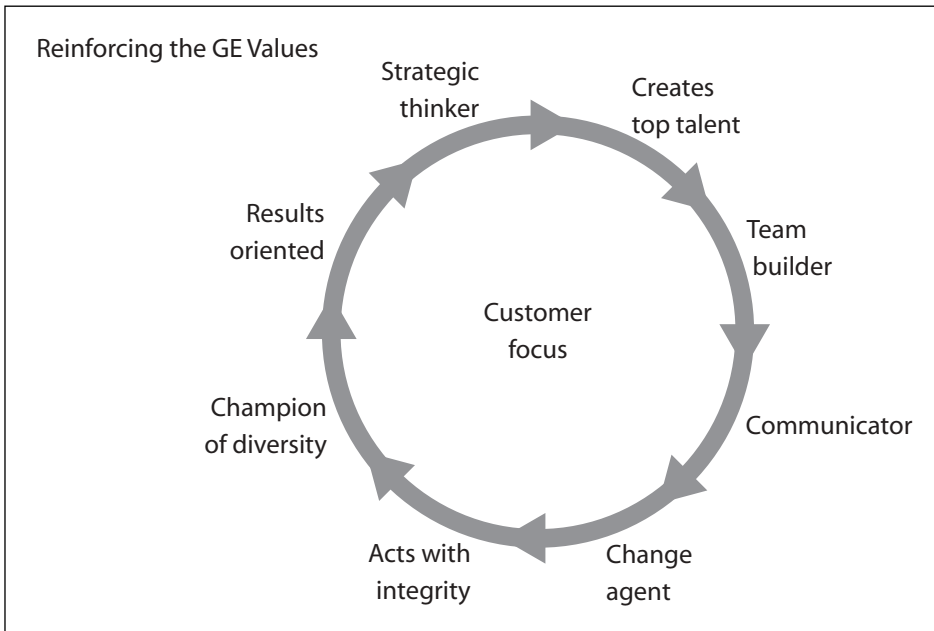 Reinforcing the GE Values
Strategic
thinker
Creates
top talent
Team
builder
Communicator
Change
agent
Acts with
integrity
Champion
of diversity
Results
oriented
Customer
focus